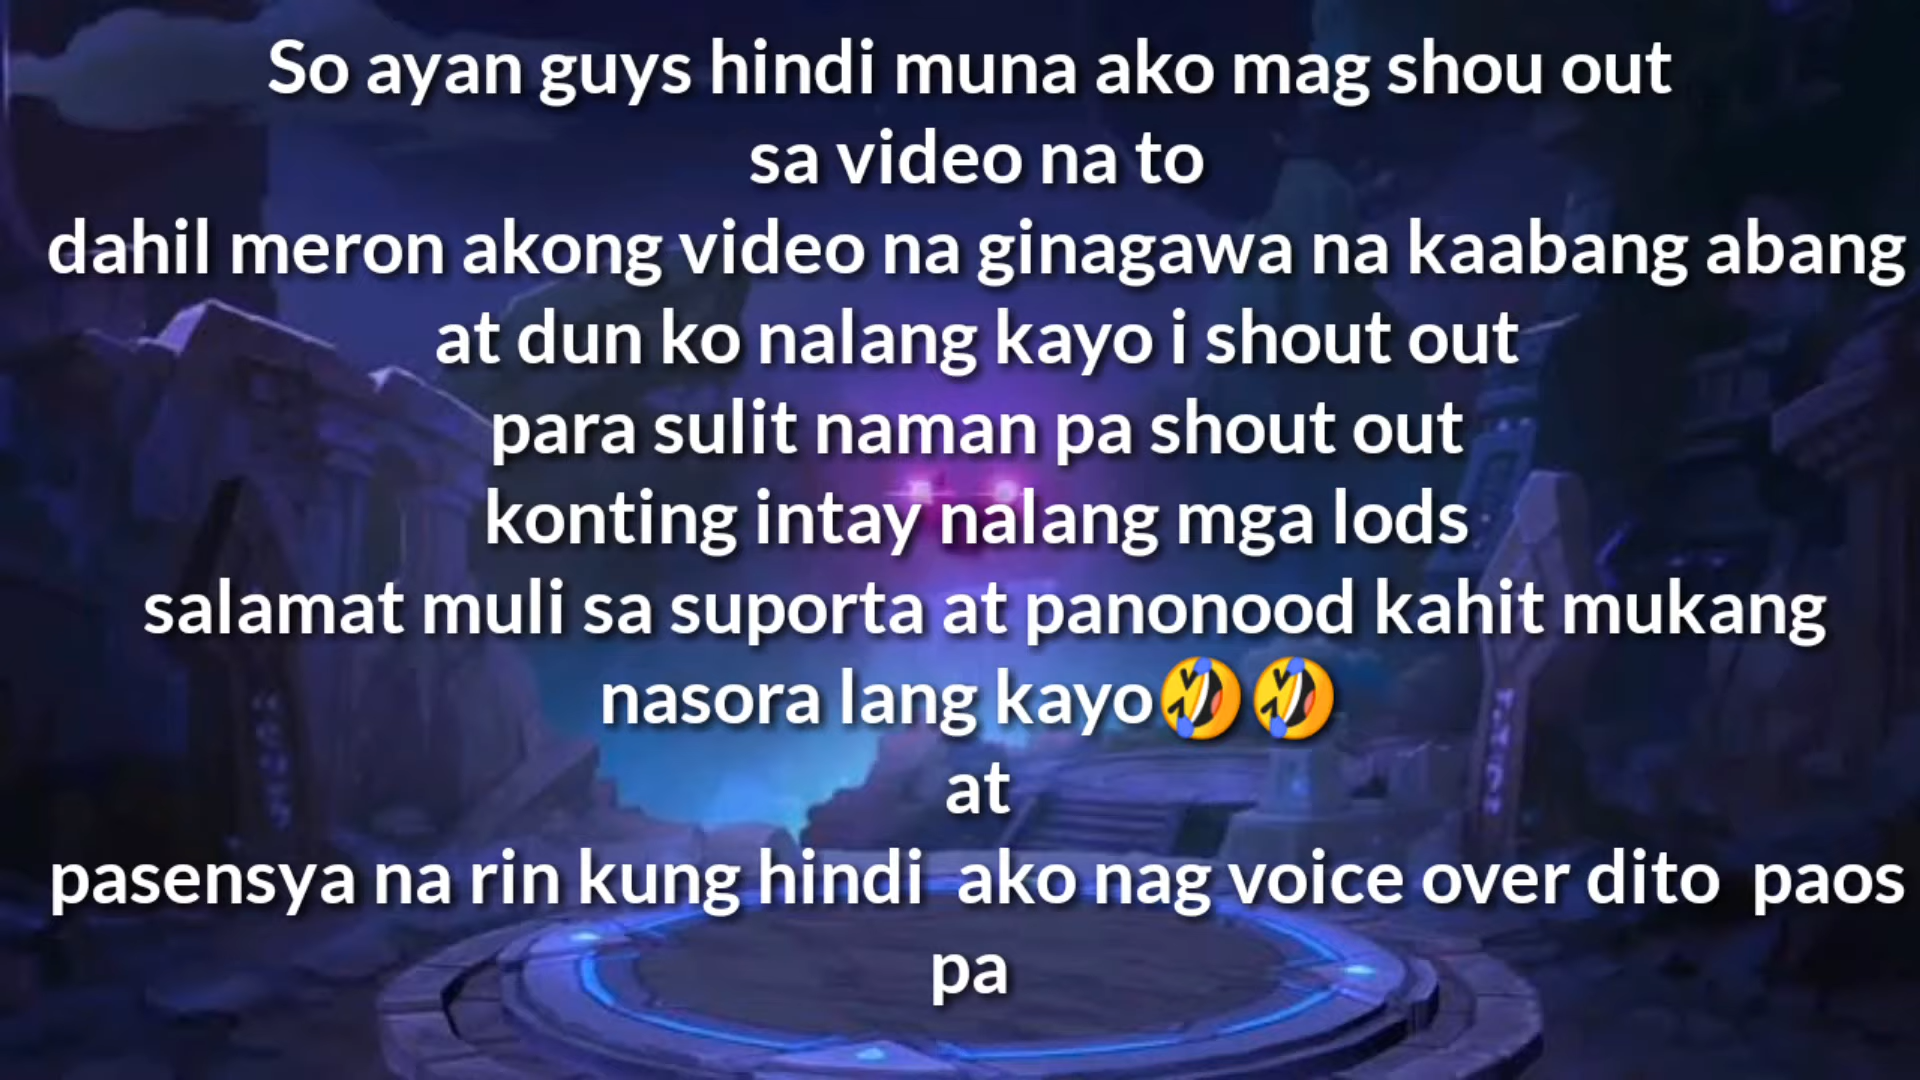 So ayan guys hindi muna ako mag shou out
sa video na to
dahil meron akong video na ginagawa na kaabang abang
at dun ko nalang kayo i shout out
para sulit naman pa shout out
konting intay nalang mga lods
salamat muli sa suporta at panonood kahit mukang
nasora lang kayo🤣🤣
at
pasensya na rin kung hindi  ako nag voice over dito  paos
pa